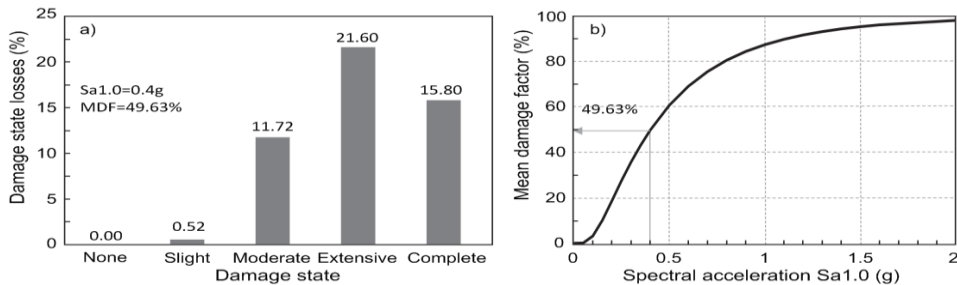 a)
Damage state losses (%)
25
20
15
10
5
0
Sa1.0=0.4g
MDF=49.63%
0.00
0.52
11.72
21.60
15.80
None
Slight
Moderate
Extensive
Complete
Damage state
b)
Mean damage factor (%)
100
80
60
40
20
0
49.63%
0
0.5
1
1.5
2
Spectral acceleration Sa1.0 (g)